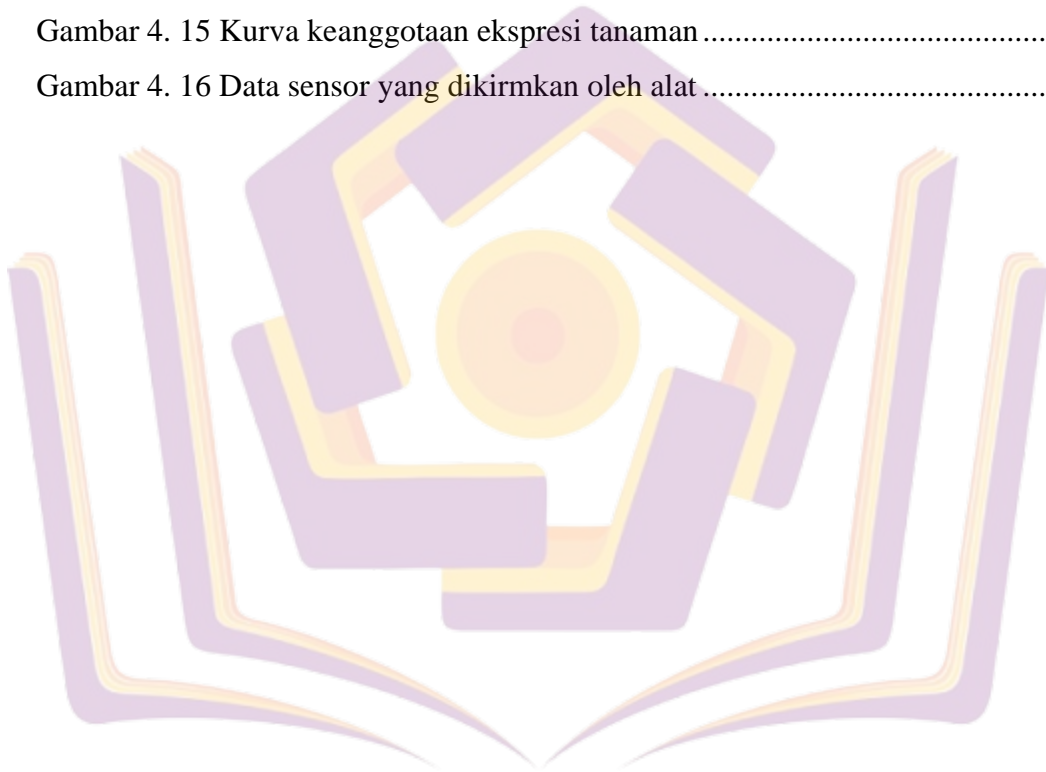 Gambar 4. 15 Kurva keanggotaan ekspresi tanaman ...........................................
Gambar 4. 16 Data sensor yang dikirmkan oleh alat ...........................................